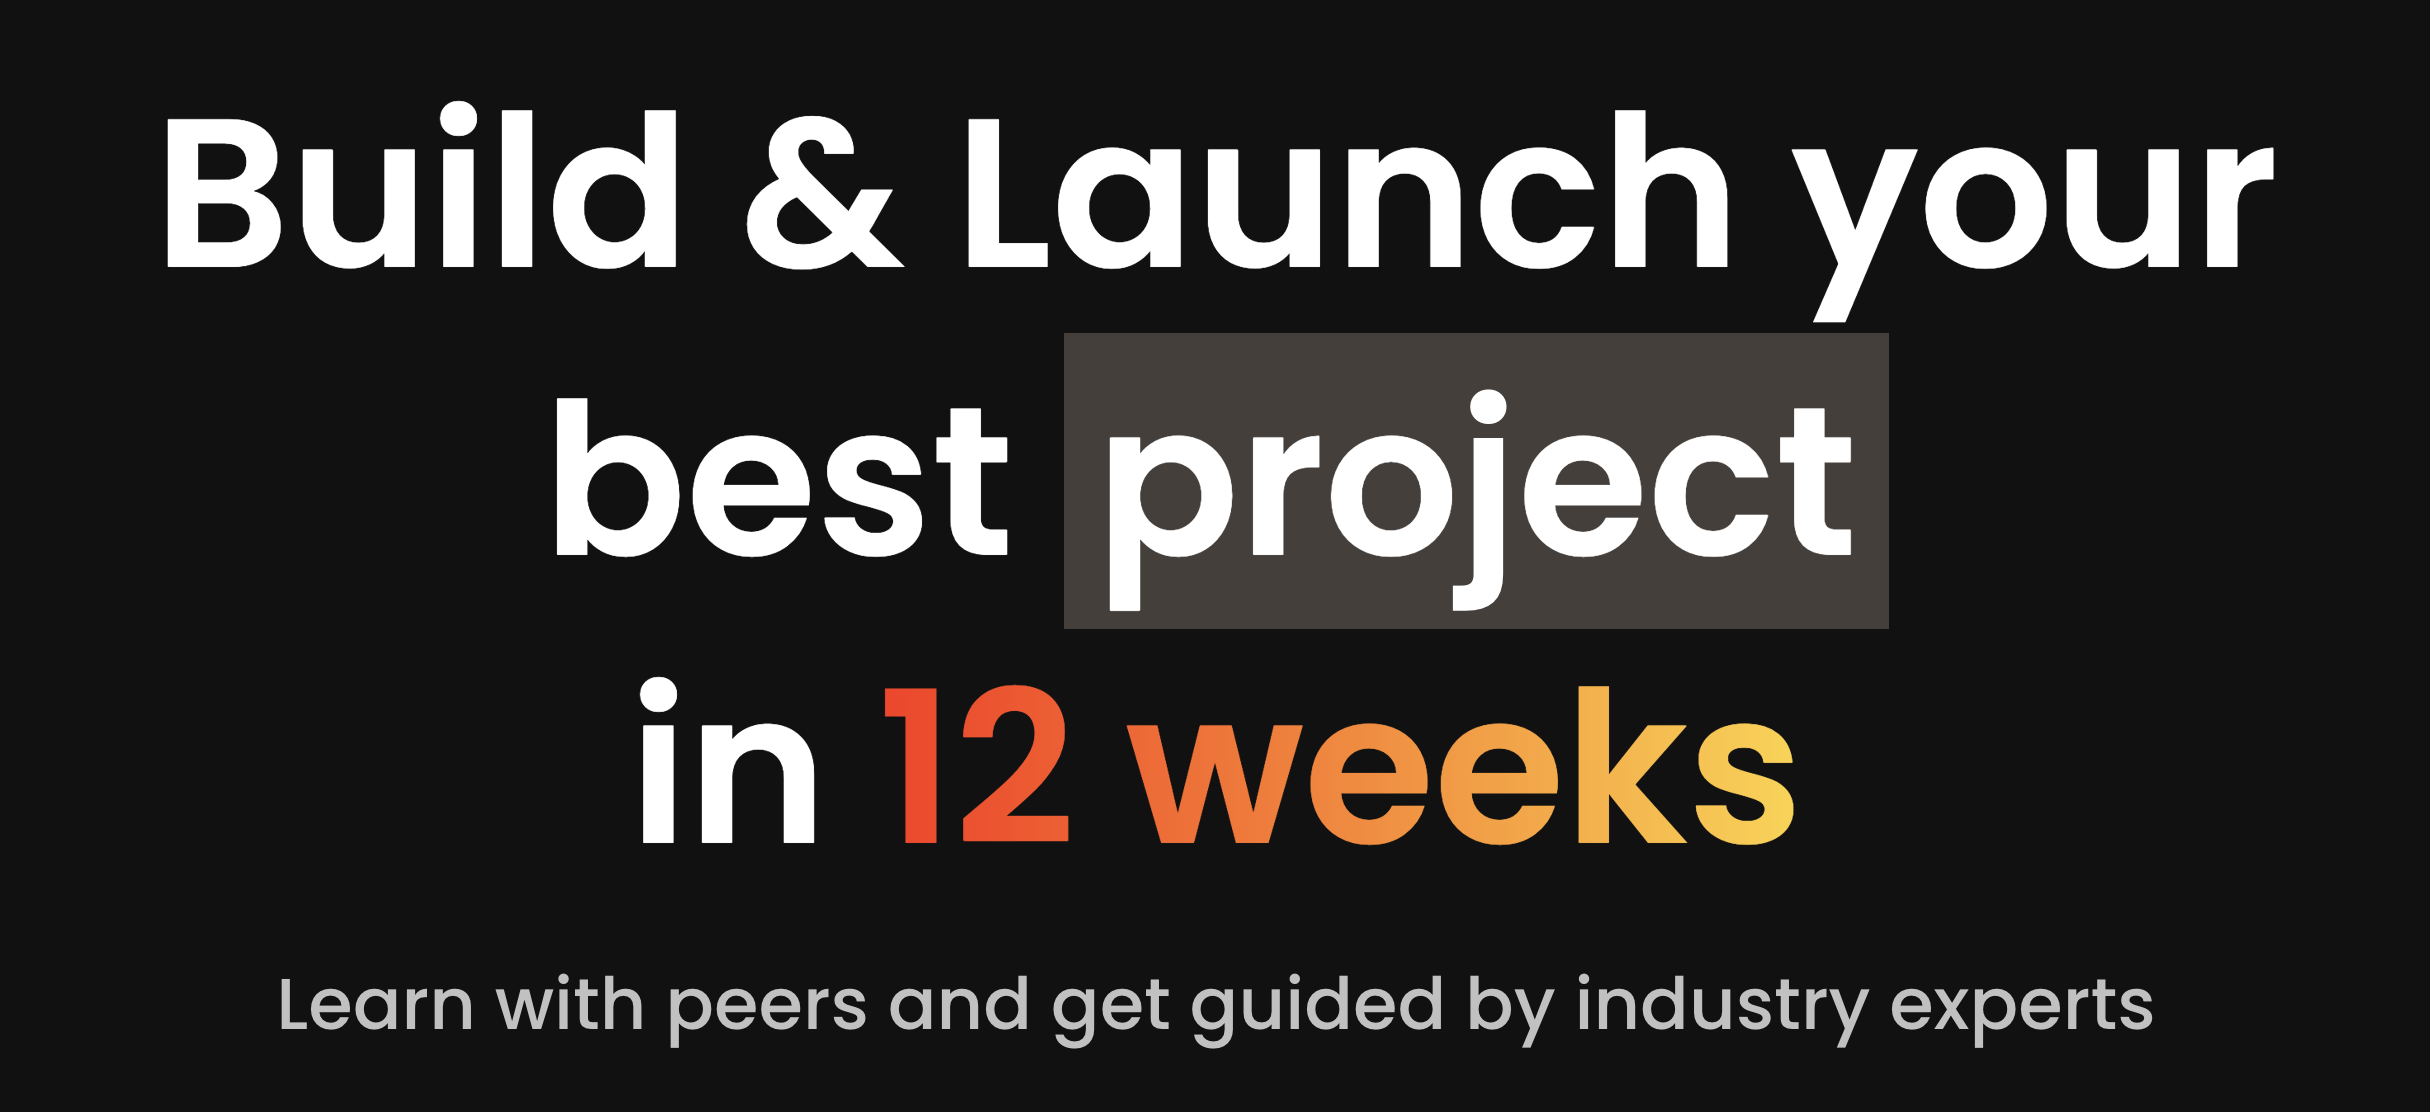 Build & Launch your
best project
in 12 weeks
Learn with peers and get guided by industry experts